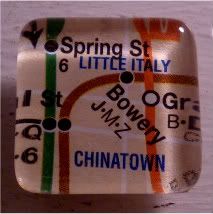 Spring St
6
LITTLE ITALY
Bowery
J·M·Z
Gra
B·D
l St
Q
6
CHINATOWN